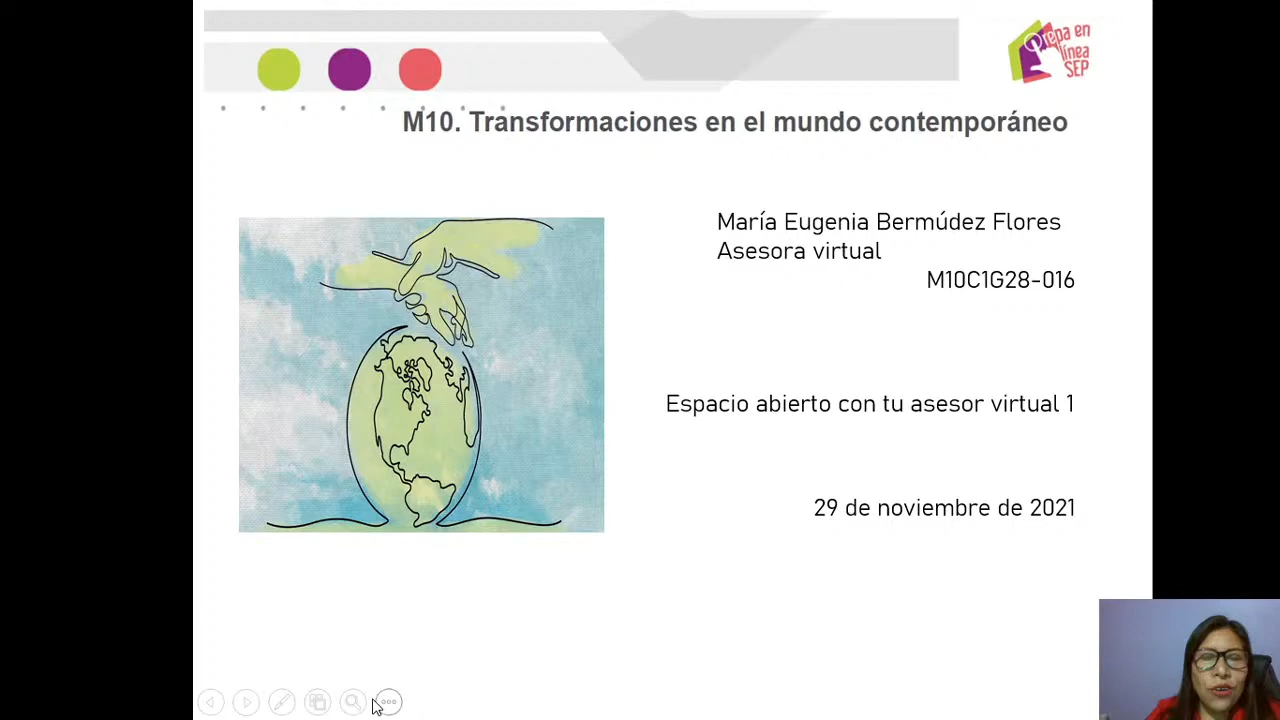 Prepa en
línea
SEP
M10. Transformaciones en el mundo contemporáneo
María Eugenia Bermúdez Flores
Asesora virtual
M10C1G28-016
Espacio abierto con tu asesor virtual 1
29 de noviembre de 2021